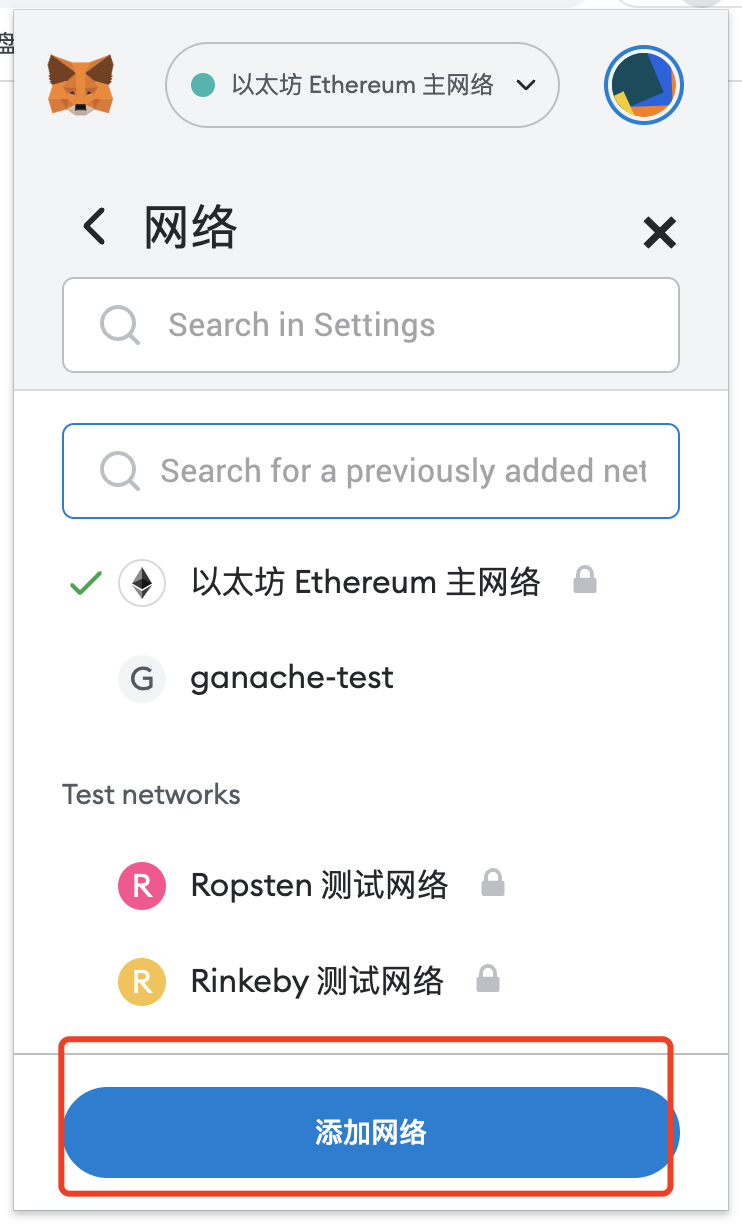 盘
以太坊 Ethereum 主网络
网络
Search in Settings
Search for a previously added net
以太坊 Ethereum 主网络
G ganache-test
Test networks
R Ropsten 测试网络
R Rinkeby 测试网络
添加网络